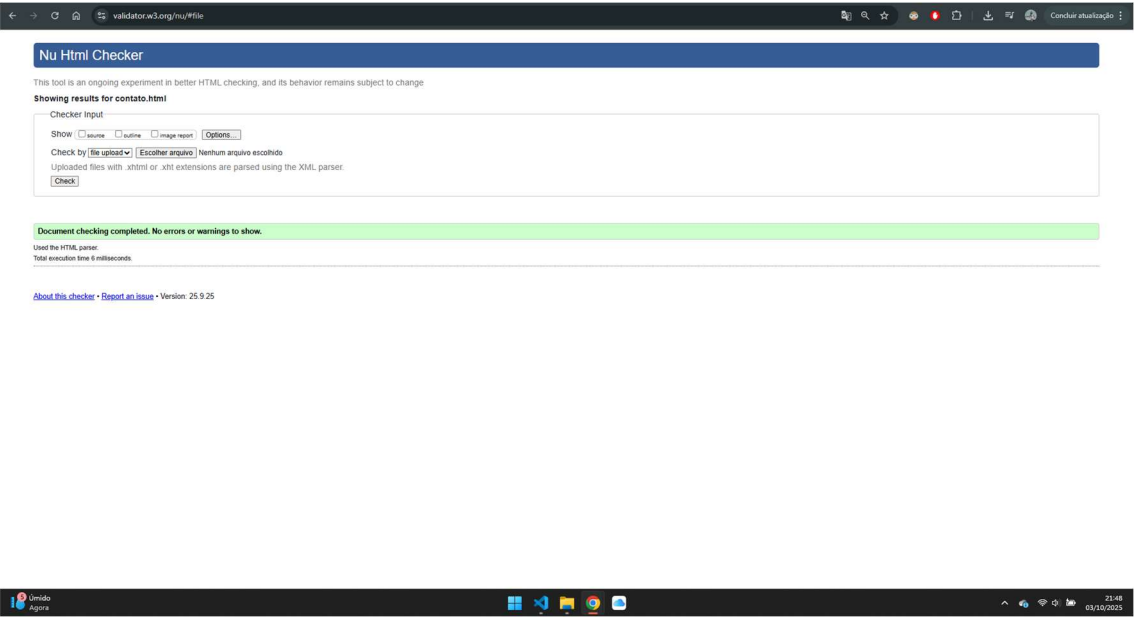 validator.w3.org/nu/#file
Concluir atualização
Nu Html Checker
This tool is an ongoing experiment in better HTML checking, and its behavior remains subject to change
Showing results for contato.html
Checker Input
Show source outline image report Options...
Check by file upload Escolher arquivo Nenhum arquivo escolhido
Uploaded files with .xhtml or .xht extensions are parsed using the XML parser.
Check
Document checking completed. No errors or warnings to show.
Used the HTML parser.
Total execution time 6 milliseconds.
About this checker • Report an issue • Version: 25.9.25
5
Úmido
Agora
21:48
03/10/2025